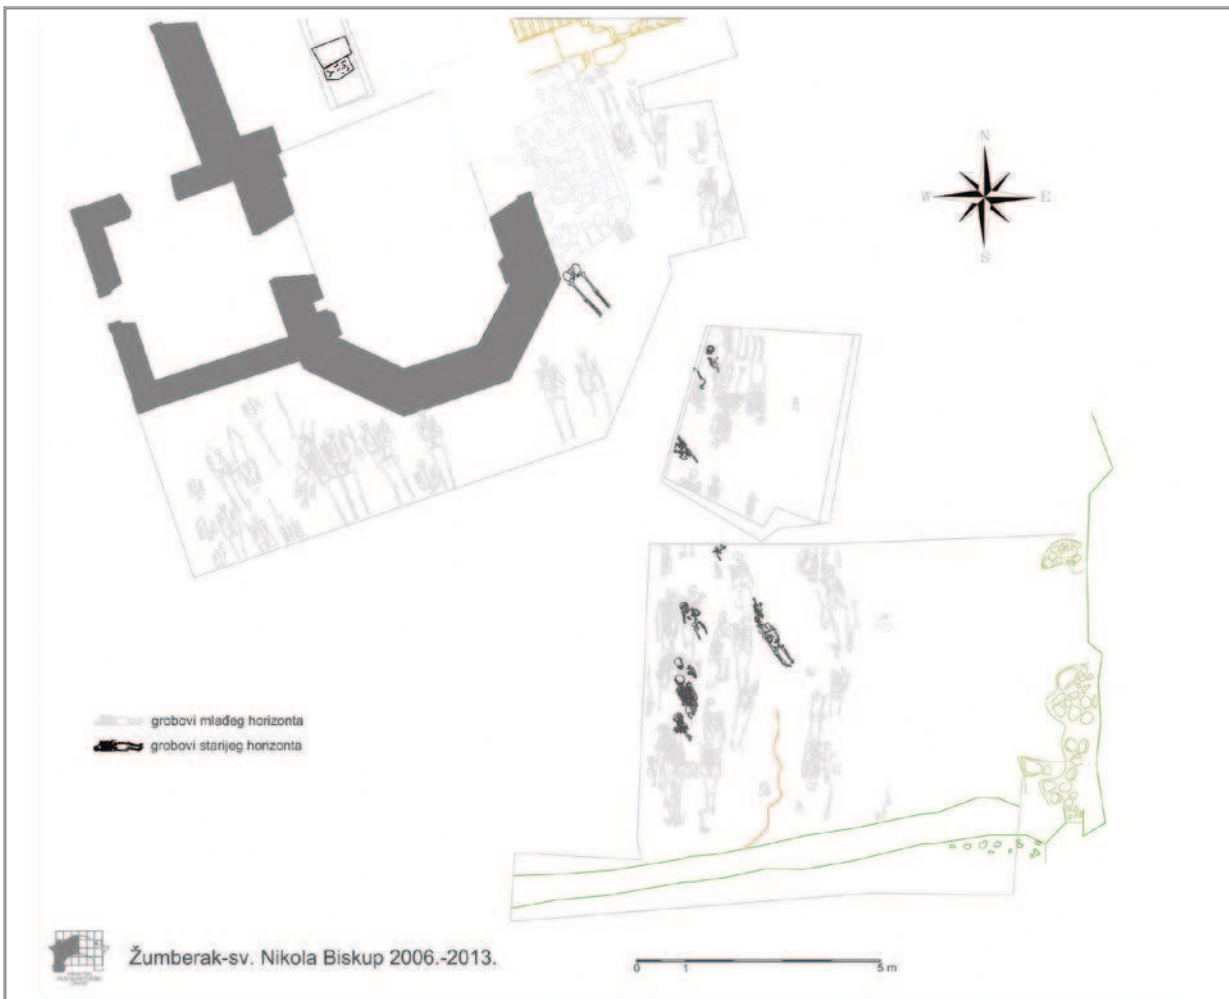 N
W E
S
grobovi mlađeg horizonta
grobovi starijeg horizonta
Žumberak-sv. Nikola Biskup 2006.-2013.
0 1 5 m